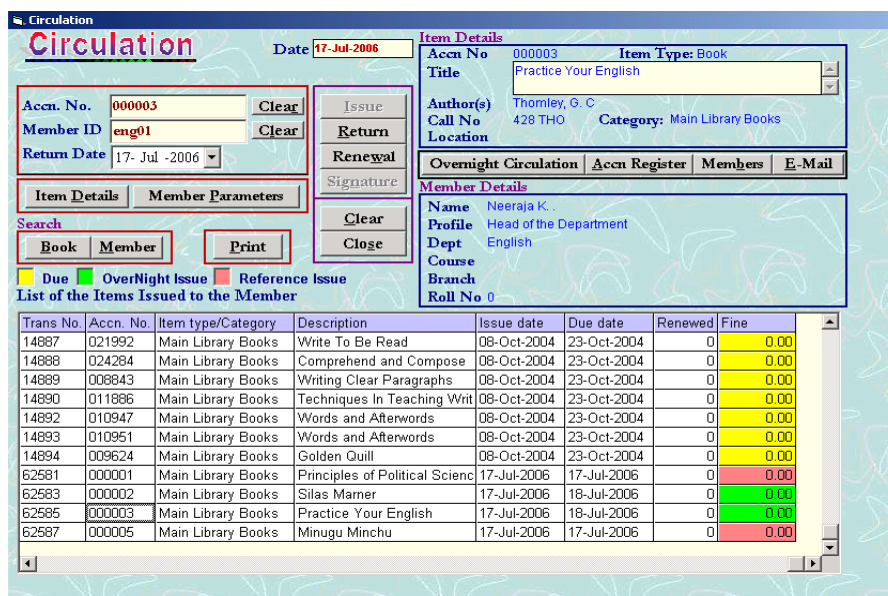 Circulation
Circulation
Date 17-Jul-2006
Accn. No. 000003 Clear
Member ID eng01 Clear
Return Date 17- Jul -2006
Item Details Member Parameters
Search
Book Member Print
Issue
Return
Renewal
Signature
Clear
Close
Due OverNight Issue Reference Issue
Item Details
Accn No 000003 Item Type: Book
Title Practice Your English
Author(s) Thomley, G. C
Call No 428 THO Category: Main Library Books
Location
Overnight Circulation Accn Register Members E-Mail
Member Details
Name Neeraja K. .
Profile Head of the Department
Dept English
Course
Branch
Roll No 0
List of the Items Issued to the Member
Trans No. Accn. No. Item type/Category Description Issue date Due date Renewed Fine
14887 021992 Main Library Books Write To Be Read 08-Oct-2004 23-Oct-2004 0 0.00
14888 024284 Main Library Books Comprehend and Compose 08-Oct-2004 23-Oct-2004 0 0.00
14889 008843 Main Library Books Writing Clear Paragraphs 08-Oct-2004 23-Oct-2004 0 0.00
14890 011886 Main Library Books Techniques In Teaching Writ 08-Oct-2004 23-Oct-2004 0 0.00
14892 010947 Main Library Books Words and Afterwords 08-Oct-2004 23-Oct-2004 0 0.00
14893 010951 Main Library Books Words and Afterwords 08-Oct-2004 23-Oct-2004 0 0.00
14894 009624 Main Library Books Golden Quill 08-Oct-2004 23-Oct-2004 0 0.00
62581 000001 Main Library Books Principles of Political Scienc 17-Jul-2006 17-Jul-2006 0 0.00
62583 000002 Main Library Books Silas Marner 17-Jul-2006 18-Jul-2006 0 0.00
62585 000003 Main Library Books Practice Your English 17-Jul-2006 18-Jul-2006 0 0.00
62587 000005 Main Library Books Minugu Minchu 17-Jul-2006 17-Jul-2006 0 0.00